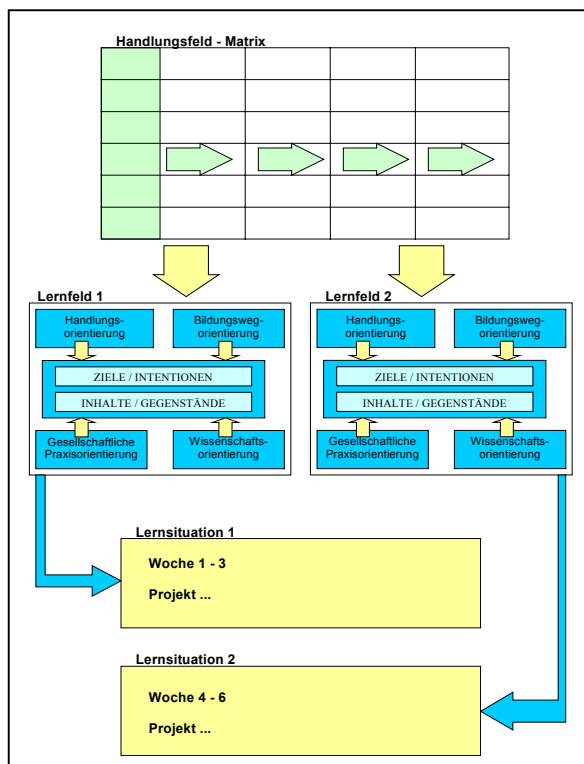 Handlungsfeld - Matrix
Lernfeld 1
Handlungs-
orientierung
Bildungsweg-
orientierung
ZIELE / INTENTIONEN
INHALTE / GEGENSTÄNDE
Gesellschaftliche
Praxisorientierung
Wissenschafts-
orientierung
Lernfeld 2
Handlungs-
orientierung
Bildungsweg-
orientierung
ZIELE / INTENTIONEN
INHALTE / GEGENSTÄNDE
Gesellschaftliche
Praxisorientierung
Wissenschafts-
orientierung
Lernsituation 1
Woche 1 - 3
Projekt ...
Lernsituation 2
Woche 4 - 6
Projekt ...